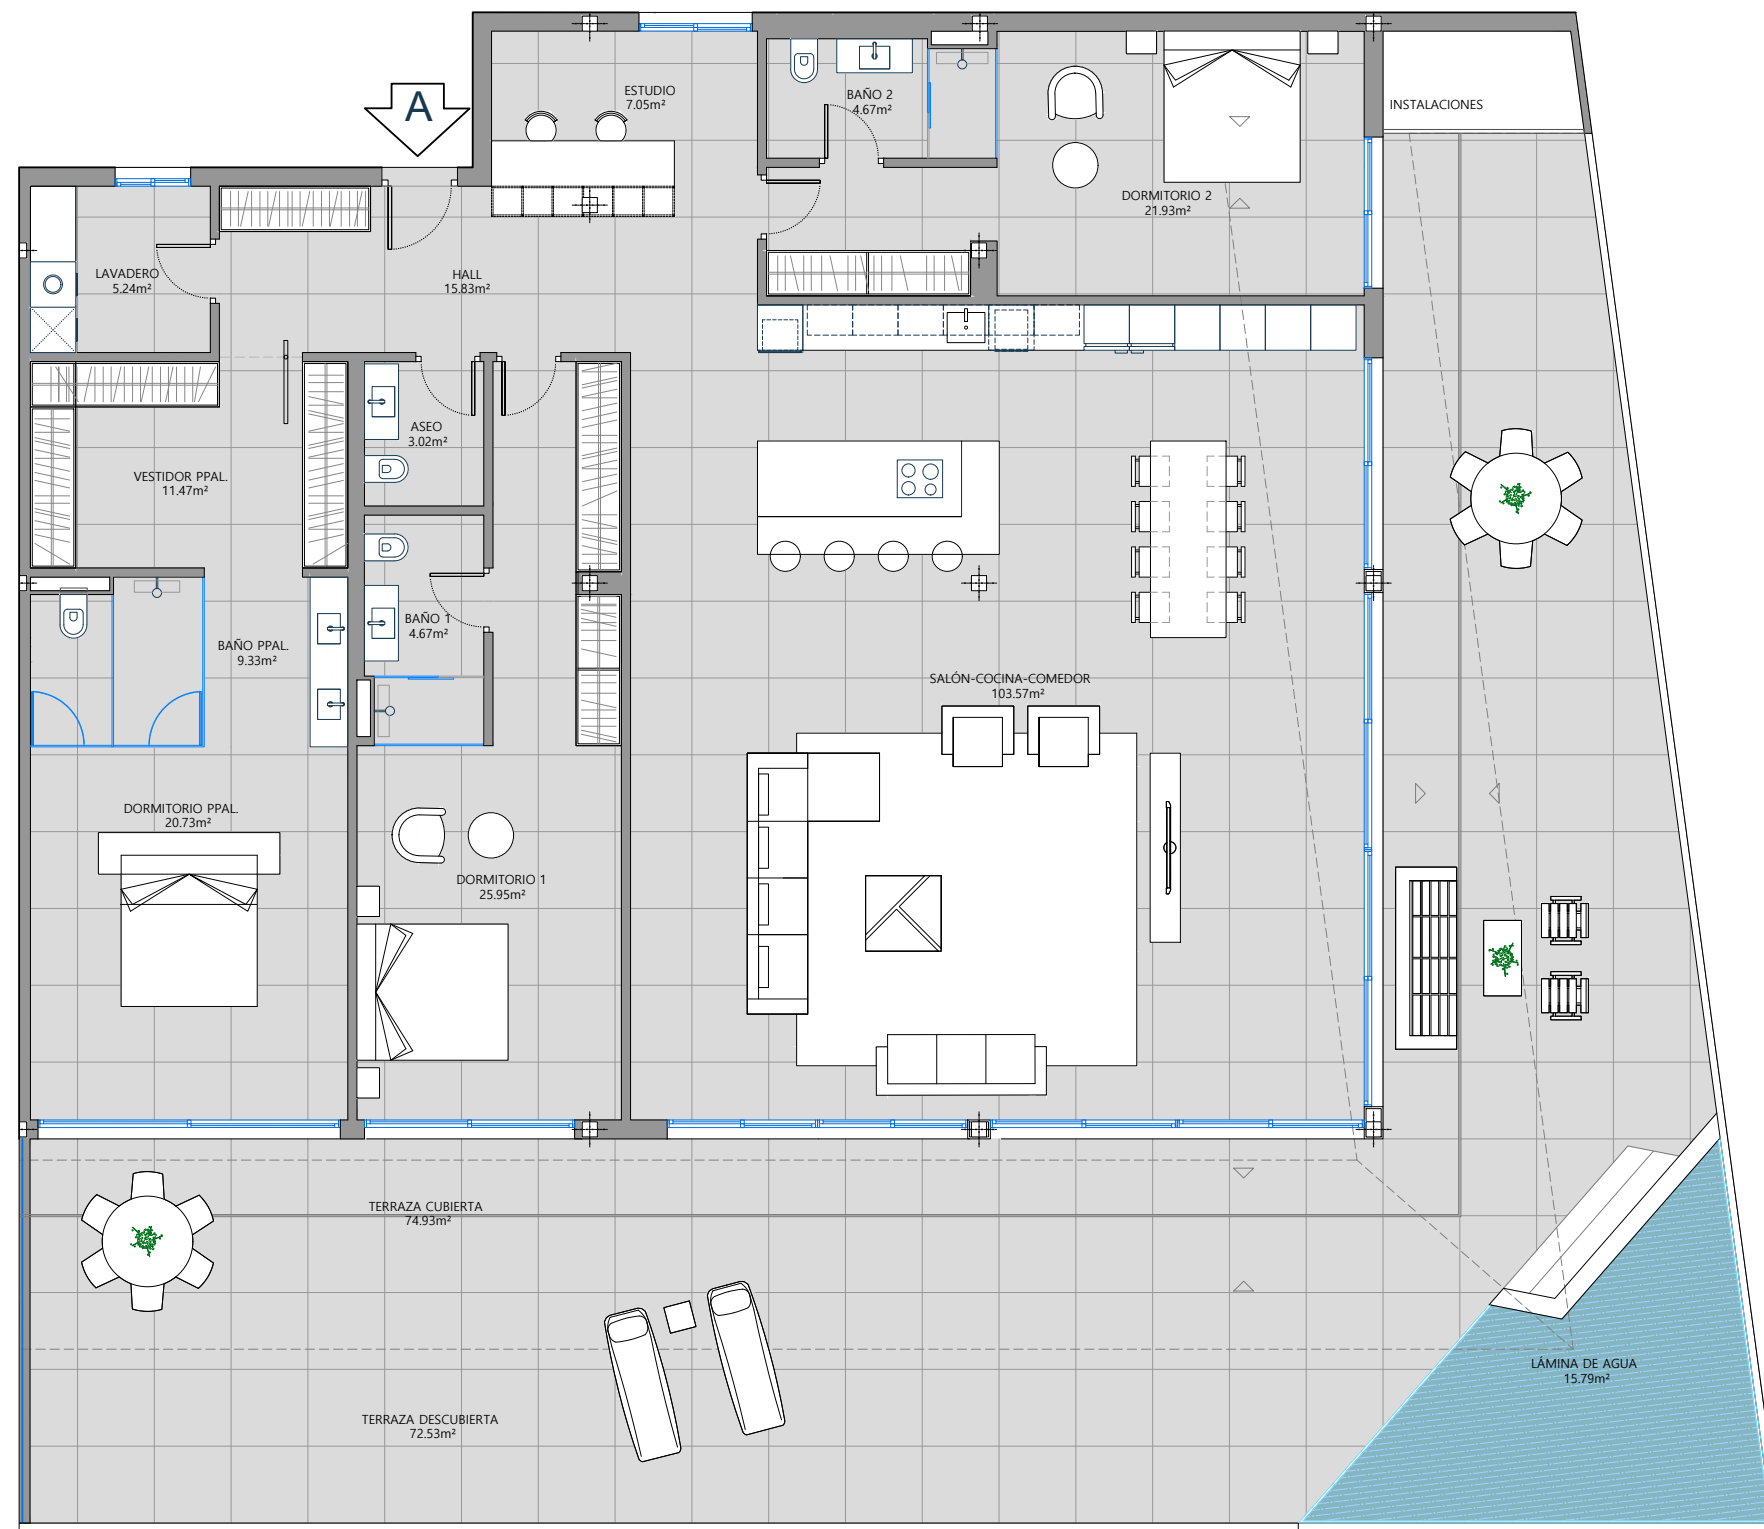 A
ESTUDIO
7.05m²
BAÑO 2
4.67m²
INSTALACIONES
DORMITORIO 2
21.93m²
LAVADERO
5.24m²
HALL
15.83m²
ASEO
3.02m²
VESTIDOR PPAL.
11.47m²
BAÑO 1
4.67m²
BAÑO PPAL.
9.33m²
SALÓN-COCINA-COMEDOR
103.57m²
DORMITORIO PPAL.
20.73m²
DORMITORIO 1
25.95m²
TERRAZA CUBIERTA
74.93m²
LÁMINA DE AGUA
15.79m²
TERRAZA DESCUBIERTA
72.53m²